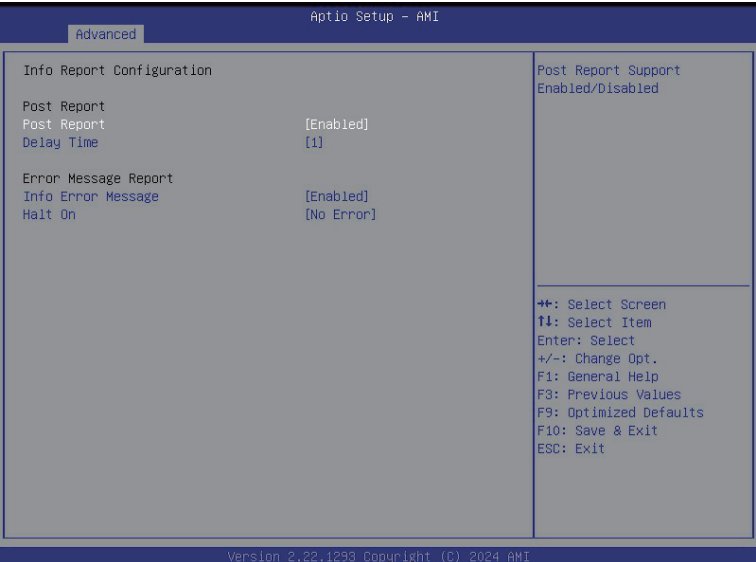 Aptio Setup – AMI
Advanced
Info Report Configuration
Post Report
Post Report [Enabled]
Delay Time [1]
Error Message Report
Info Error Message [Enabled]
Halt On [No Error]
Post Report Support
Enabled/Disabled
→←: Select Screen
↑↓: Select Item
Enter: Select
+/-: Change Opt.
F1: General Help
F3: Previous Values
F9: Optimized Defaults
F10: Save & Exit
ESC: Exit
Version 2.22.1293 Copyright (C) 2024 AMI